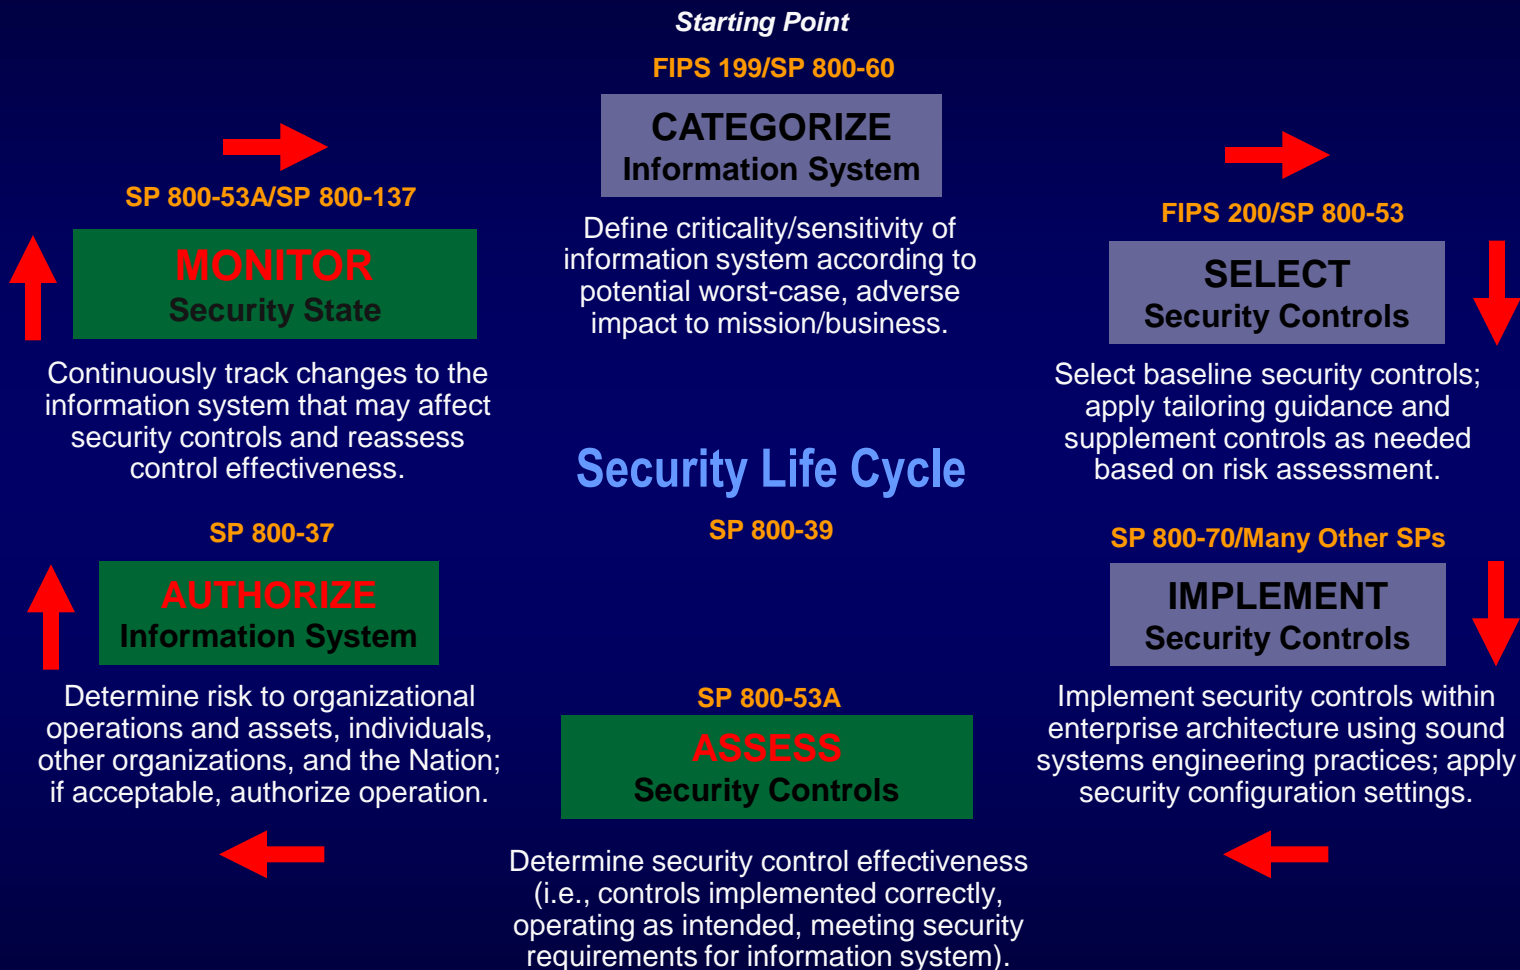 Starting Point
FIPS 199/SP 800-60
CATEGORIZE
Information System
Define criticality/sensitivity of
information system according to
potential worst-case, adverse
impact to mission/business.
FIPS 200/SP 800-53
SELECT
Security Controls
Select baseline security controls;
apply tailoring guidance and
supplement controls as needed
based on risk assessment.
SP 800-70/Many Other SPs
IMPLEMENT
Security Controls
Implement security controls within
enterprise architecture using sound
systems engineering practices; apply
security configuration settings.
SP 800-53A
ASSESS
Security Controls
Determine security control effectiveness
(i.e., controls implemented correctly,
operating as intended, meeting security
requirements for information system).
SP 800-37
AUTHORIZE
Information System
Determine risk to organizational
operations and assets, individuals,
other organizations, and the Nation;
if acceptable, authorize operation.
SP 800-53A/SP 800-137
MONITOR
Security State
Continuously track changes to the
information system that may affect
security controls and reassess
control effectiveness.
Security Life Cycle
SP 800-39